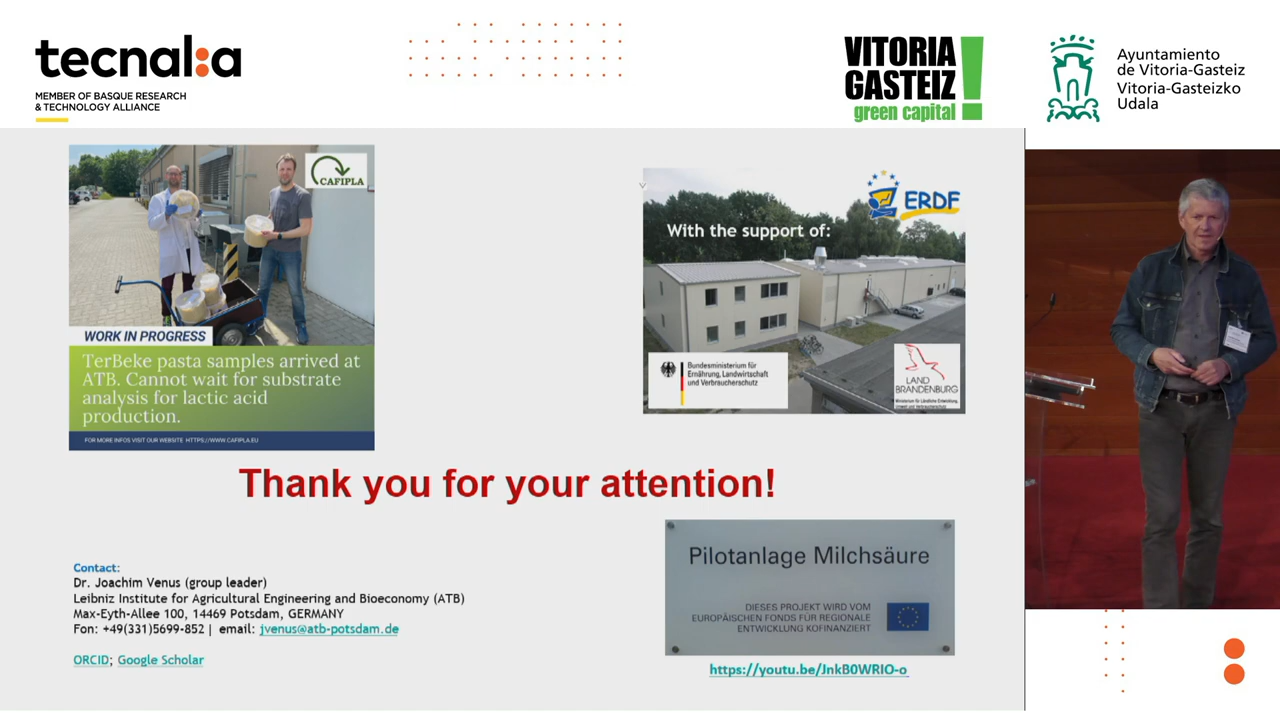 tecnal:a
MEMBER OF BASQUE RESEARCH
& TECHNOLOGY ALLIANCE
VITORIA
GASTEIZ
green capital
Ayuntamiento
de Vitoria-Gasteiz
Vitoria-Gasteizko
Udala
CAFIPLA
WORK IN PROGRESS
TerBeke pasta samples arrived at
ATB. Cannot wait for substrate
analysis for lactic acid
production.
FOR MORE INFOS VISIT OUR WEBSITE HTTPS://WWW.CAFIPLA.EU
ERDF
With the support of:
Bundesministerium für
Ernährung, Landwirtschaft
und Verbraucherschutz
LAND
BRANDENBURG
Ministerium für Ländliche Entwicklung,
Umwelt und Verbraucherschutz
Thank you for your attention!
Contact:
Dr. Joachim Venus (group leader)
Leibniz Institute for Agricultural Engineering and Bioeconomy (ATB)
Max-Eyth-Allee 100, 14469 Potsdam, GERMANY
Fon: +49(331)5699-852 | email: jvenus@atb-potsdam.de
ORCID; Google Scholar
Pilotanlage Milchsäure
DIESES PROJEKT WIRD VOM
EUROPÄISCHEN FONDS FÜR REGIONALE
ENTWICKLUNG KOFINANZIERT
https://youtu.be/JnkB0WRIO-o